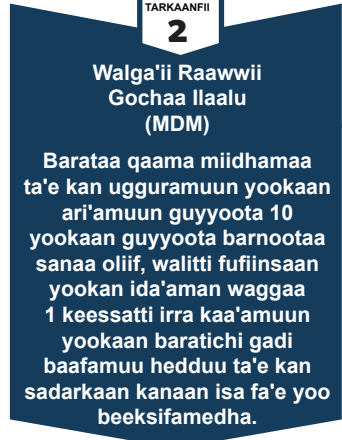 TARKAANFII
2
Walga'ii Raawwii
Gochaa Ilaalu
(MDM)
Barataa qaama miidhamaa
ta'e kan ugguramuun yookaan
ari'amuun guyyoota 10
yookaan guyyoota barnootaa
sanaa oliif, walitti fufiinsaan
yookan ida'aman waggaa
1 keessatti irra kaa'amuun
yookaan baratichi gadi
baafamuu hedduu ta'e kan
sadarkaan kanaan isa fa'e yoo
beeksifamedha.